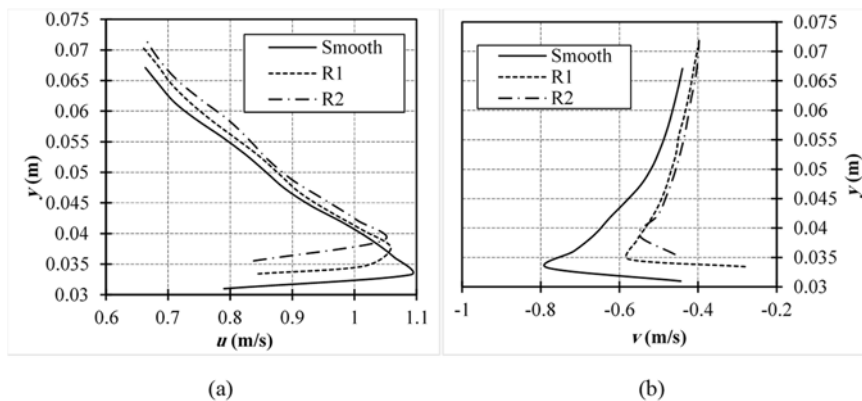 0.075
0.07
0.065
0.06
0.055
0.05
0.045
0.04
0.035
0.03
y (m)
0.6 0.7 0.8 0.9 1 1.1
u (m/s)
Smooth
R1
R2
(a)
Smooth
R1
R2
0.075
0.07
0.065
0.06
0.055
0.05
0.045
0.04
0.035
0.03
y (m)
-1 -0.8 -0.6 -0.4 -0.2
v (m/s)
(b)